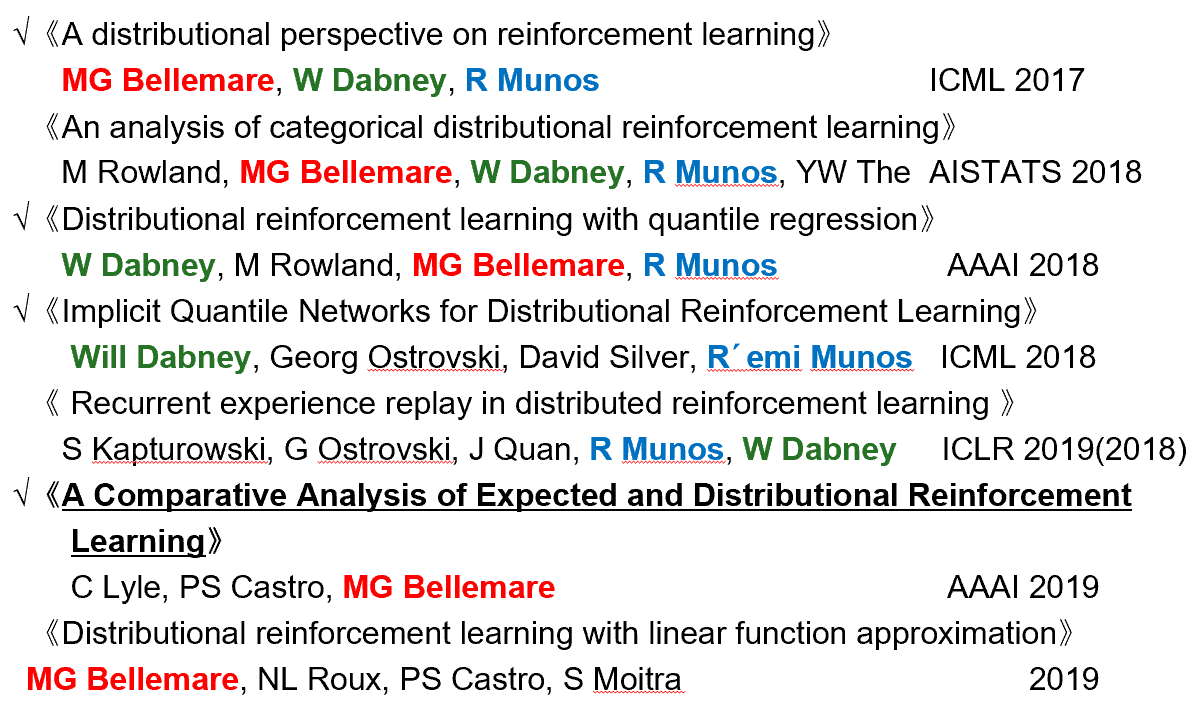 √《A distributional perspective on reinforcement learning》
MG Bellemare, W Dabney, R Munos ICML 2017
《An analysis of categorical distributional reinforcement learning》
M Rowland, MG Bellemare, W Dabney, R Munos, YW The AISTATS 2018
√《Distributional reinforcement learning with quantile regression》
W Dabney, M Rowland, MG Bellemare, R Munos AAAI 2018
√《Implicit Quantile Networks for Distributional Reinforcement Learning》
Will Dabney, Georg Ostrovski, David Silver, R´emi Munos ICML 2018
《 Recurrent experience replay in distributed reinforcement learning 》
S Kapturowski, G Ostrovski, J Quan, R Munos, W Dabney ICLR 2019(2018)
√《A Comparative Analysis of Expected and Distributional Reinforcement
Learning》
C Lyle, PS Castro, MG Bellemare AAAI 2019
《Distributional reinforcement learning with linear function approximation》
MG Bellemare, NL Roux, PS Castro, S Moitra 2019